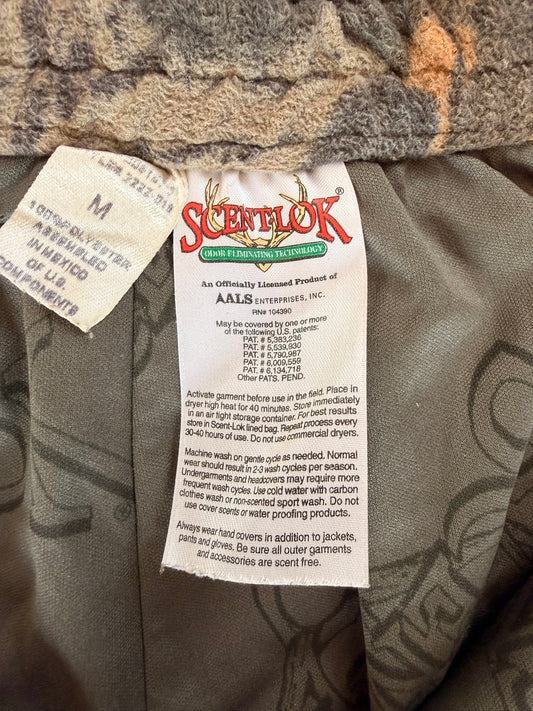 M
100% POLYESTER
ASSEMBLED
IN MEXICO
OF U.S.
COMPONENTS
SCENT-LOK®
ODOR ELIMINATING TECHNOLOGY
An Officially Licensed Product of
AALS ENTERPRISES, INC.
RN# 104390
May be covered by one or more
of the following U.S. patents:
PAT. # 5,383,236
PAT. # 5,539,930
PAT. # 5,790,987
PAT. # 6,009,559
PAT. # 6,134,718
Other PATS. PEND.
Activate garment before use in the field. Place in
dryer high heat for 40 minutes. Store immediately
in an air tight storage container. For best results
store in Scent-Lok lined bag. Repeat process every
30-40 hours of use. Do not use commercial dryers.
Machine wash on gentle cycle as needed. Normal
wear should result in 2-3 wash cycles per season.
Undergarments and headcovers may require more
frequent wash cycles. Use cold water with carbon
clothes wash or non-scented sport wash. Do not
use cover scents or water proofing products.
Always wear hand covers in addition to jackets,
pants and gloves. Be sure all outer garments
and accessories are scent free.